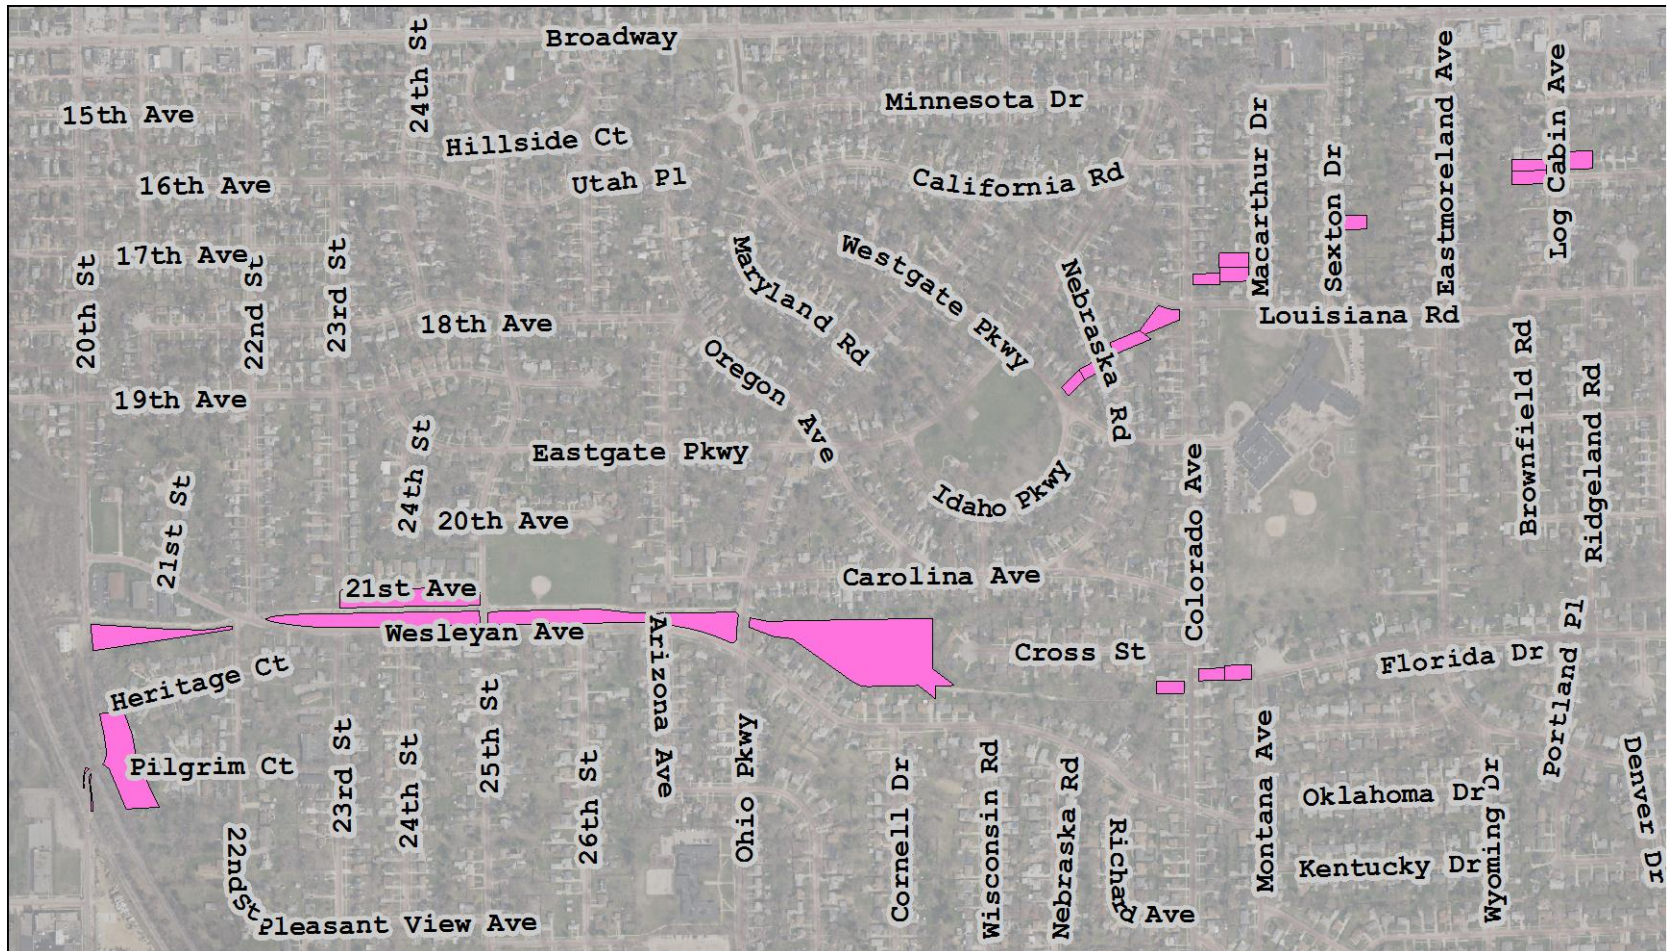 Broadway
24th St
15th Ave
Minnesota Dr
Hillside Ct
Eastmoreland Ave
Log Cabin Ave
Macarthur Dr
Sexton Dr
16th Ave
Utah Pl
California Rd
17th Ave
20th St
22nd St
23rd St
Maryland Rd
Westgate Pkwy
Nebraska Rd
18th Ave
Louisiana Rd
Oregon Ave
Brownfield Rd
Ridgeland Rd
19th Ave
24th St
Eastgate Pkwy
Idaho Pkwy
Colorado Ave
21st St
20th Ave
21st Ave
Carolina Ave
Wesleyan Ave
Arizona Ave
Cross St
Florida Dr
Portland Pl
Heritage Ct
25th St
Pilgrim Ct
23rd St
24th St
26th St
Ohio Pkwy
Cornell Dr
Wisconsin Rd
Nebraska Rd
Richard Ave
Montana Ave
Oklahoma Dr
Wyoming Dr
Denver Dr
Kentucky Dr
22nd St
Pleasant View Ave